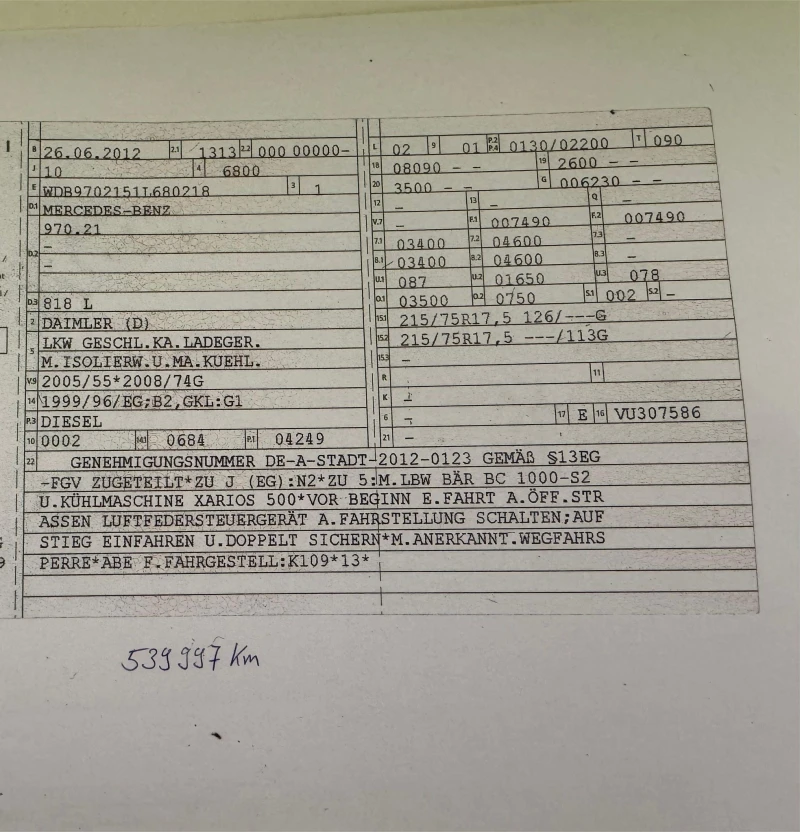 B 26.06.2012 2.1 1313 2.2 000 00000-
J 10 4 6800
E WDB9702151L680218 3 1
D.1 MERCEDES-BENZ
970.21
D.2 –
–
D.3 818 L
2 DAIMLER (D)
5 LKW GESCHL.KA.LADEGER.
M.ISOLIERW.U.MA.KUEHL.
V.9 2005/55*2008/74G
14 1999/96/EG;B2,GKL:G1
P.3 DIESEL
10 0002 14.1 0684 P.1 04249
L 02 9 01 P.2 P.4 0130/02200 T 090
18 08090 – – 19 2600 – –
20 3500 – – G 006230 – –
12 – 13 – Q –
V.7 – F.1 007490 F.2 007490
7.1 03400 7.2 04600 7.3 –
8.1 03400 8.2 04600 8.3 –
U.1 087 U.2 01650 U.3 078
O.1 03500 O.2 0750 S.1 002 S.2 –
15.1 215/75R17,5 126/---G
15.2 215/75R17,5 ---/113G
15.3 –
R 11
K –
6 – 17 E 16 VU307586
21 –
22 GENEHMIGUNGSNUMMER DE-A-STADT-2012-0123 GEMÄß §13EG
-FGV ZUGETEILT*ZU J (EG):N2*ZU 5:M.LBW BÄR BC 1000-S2
U.KÜHLMASCHINE XARIOS 500*VOR BEGINN E.FAHRT A.ÖFF.STR
ASSEN LUFTFEDERSTEUERGERÄT A.FAHRSTELLUNG SCHALTEN;AUF
STIEG EINFAHREN U.DOPPELT SICHERN*M.ANERKANNT.WEGFAHRS
PERRE*ABE F.FAHRGESTELL:K109*13*
539997 Km